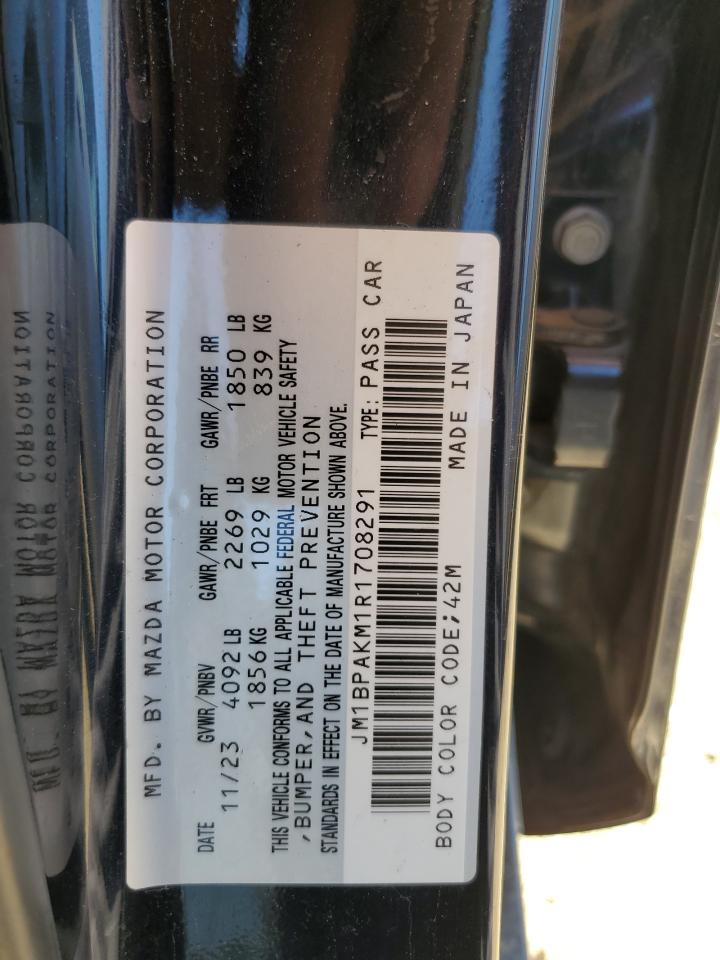 MFD. BY MAZDA MOTOR CORPORATION
DATE GVWR/PNBV GAWR/PNBE FRT GAWR/PNBE RR
11/23 4092 LB 2269 LB 1850 LB
1856 KG 1029 KG 839 KG
THIS VEHICLE CONFORMS TO ALL APPLICABLE FEDERAL MOTOR VEHICLE SAFETY
,BUMPER,AND THEFT PREVENTION
STANDARDS IN EFFECT ON THE DATE OF MANUFACTURE SHOWN ABOVE.
JM1BPAKM1R1708291 TYPE: PASS CAR
BODY COLOR CODE;42M MADE IN JAPAN